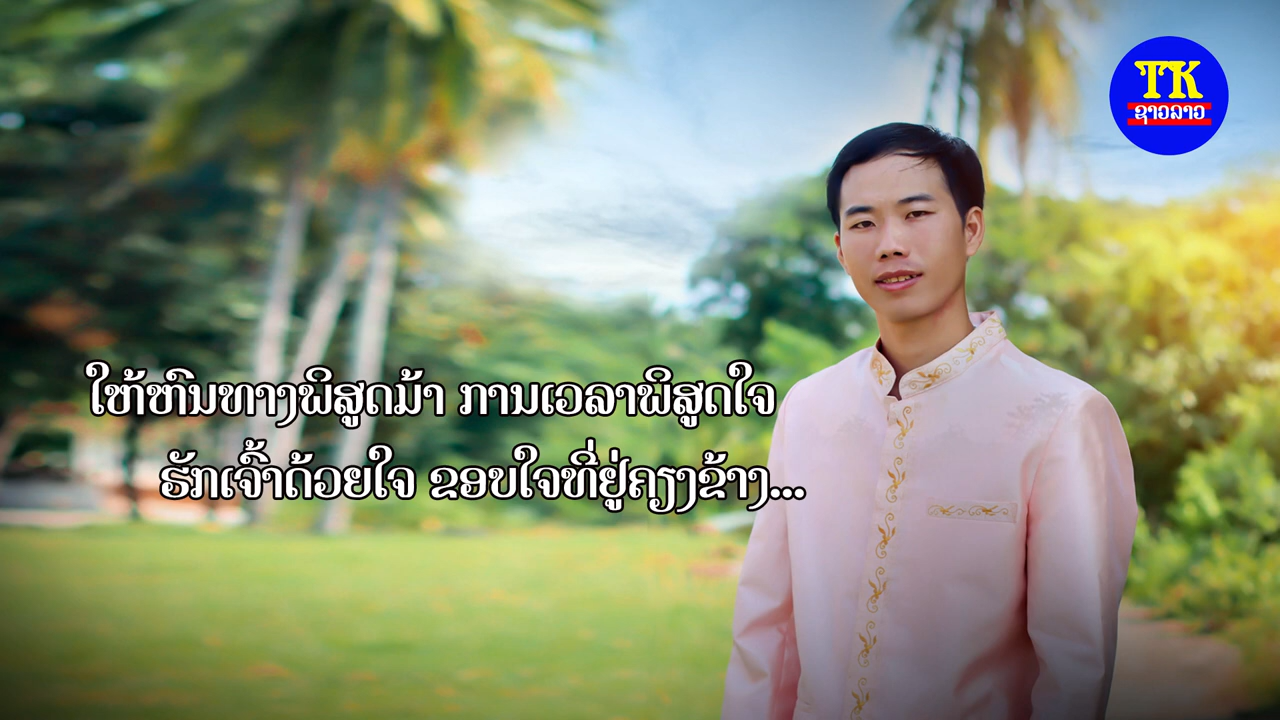 TK
ຊາວລາວ
ໃຫ້ຫົນທາງພິສູດມ້າ ການເວລາພິສູດໃຈ
ຮັກເຈົ້າດ້ວຍໃຈ ຂອບໃຈທີ່ຢູ່ຄຽງຂ້າງ...